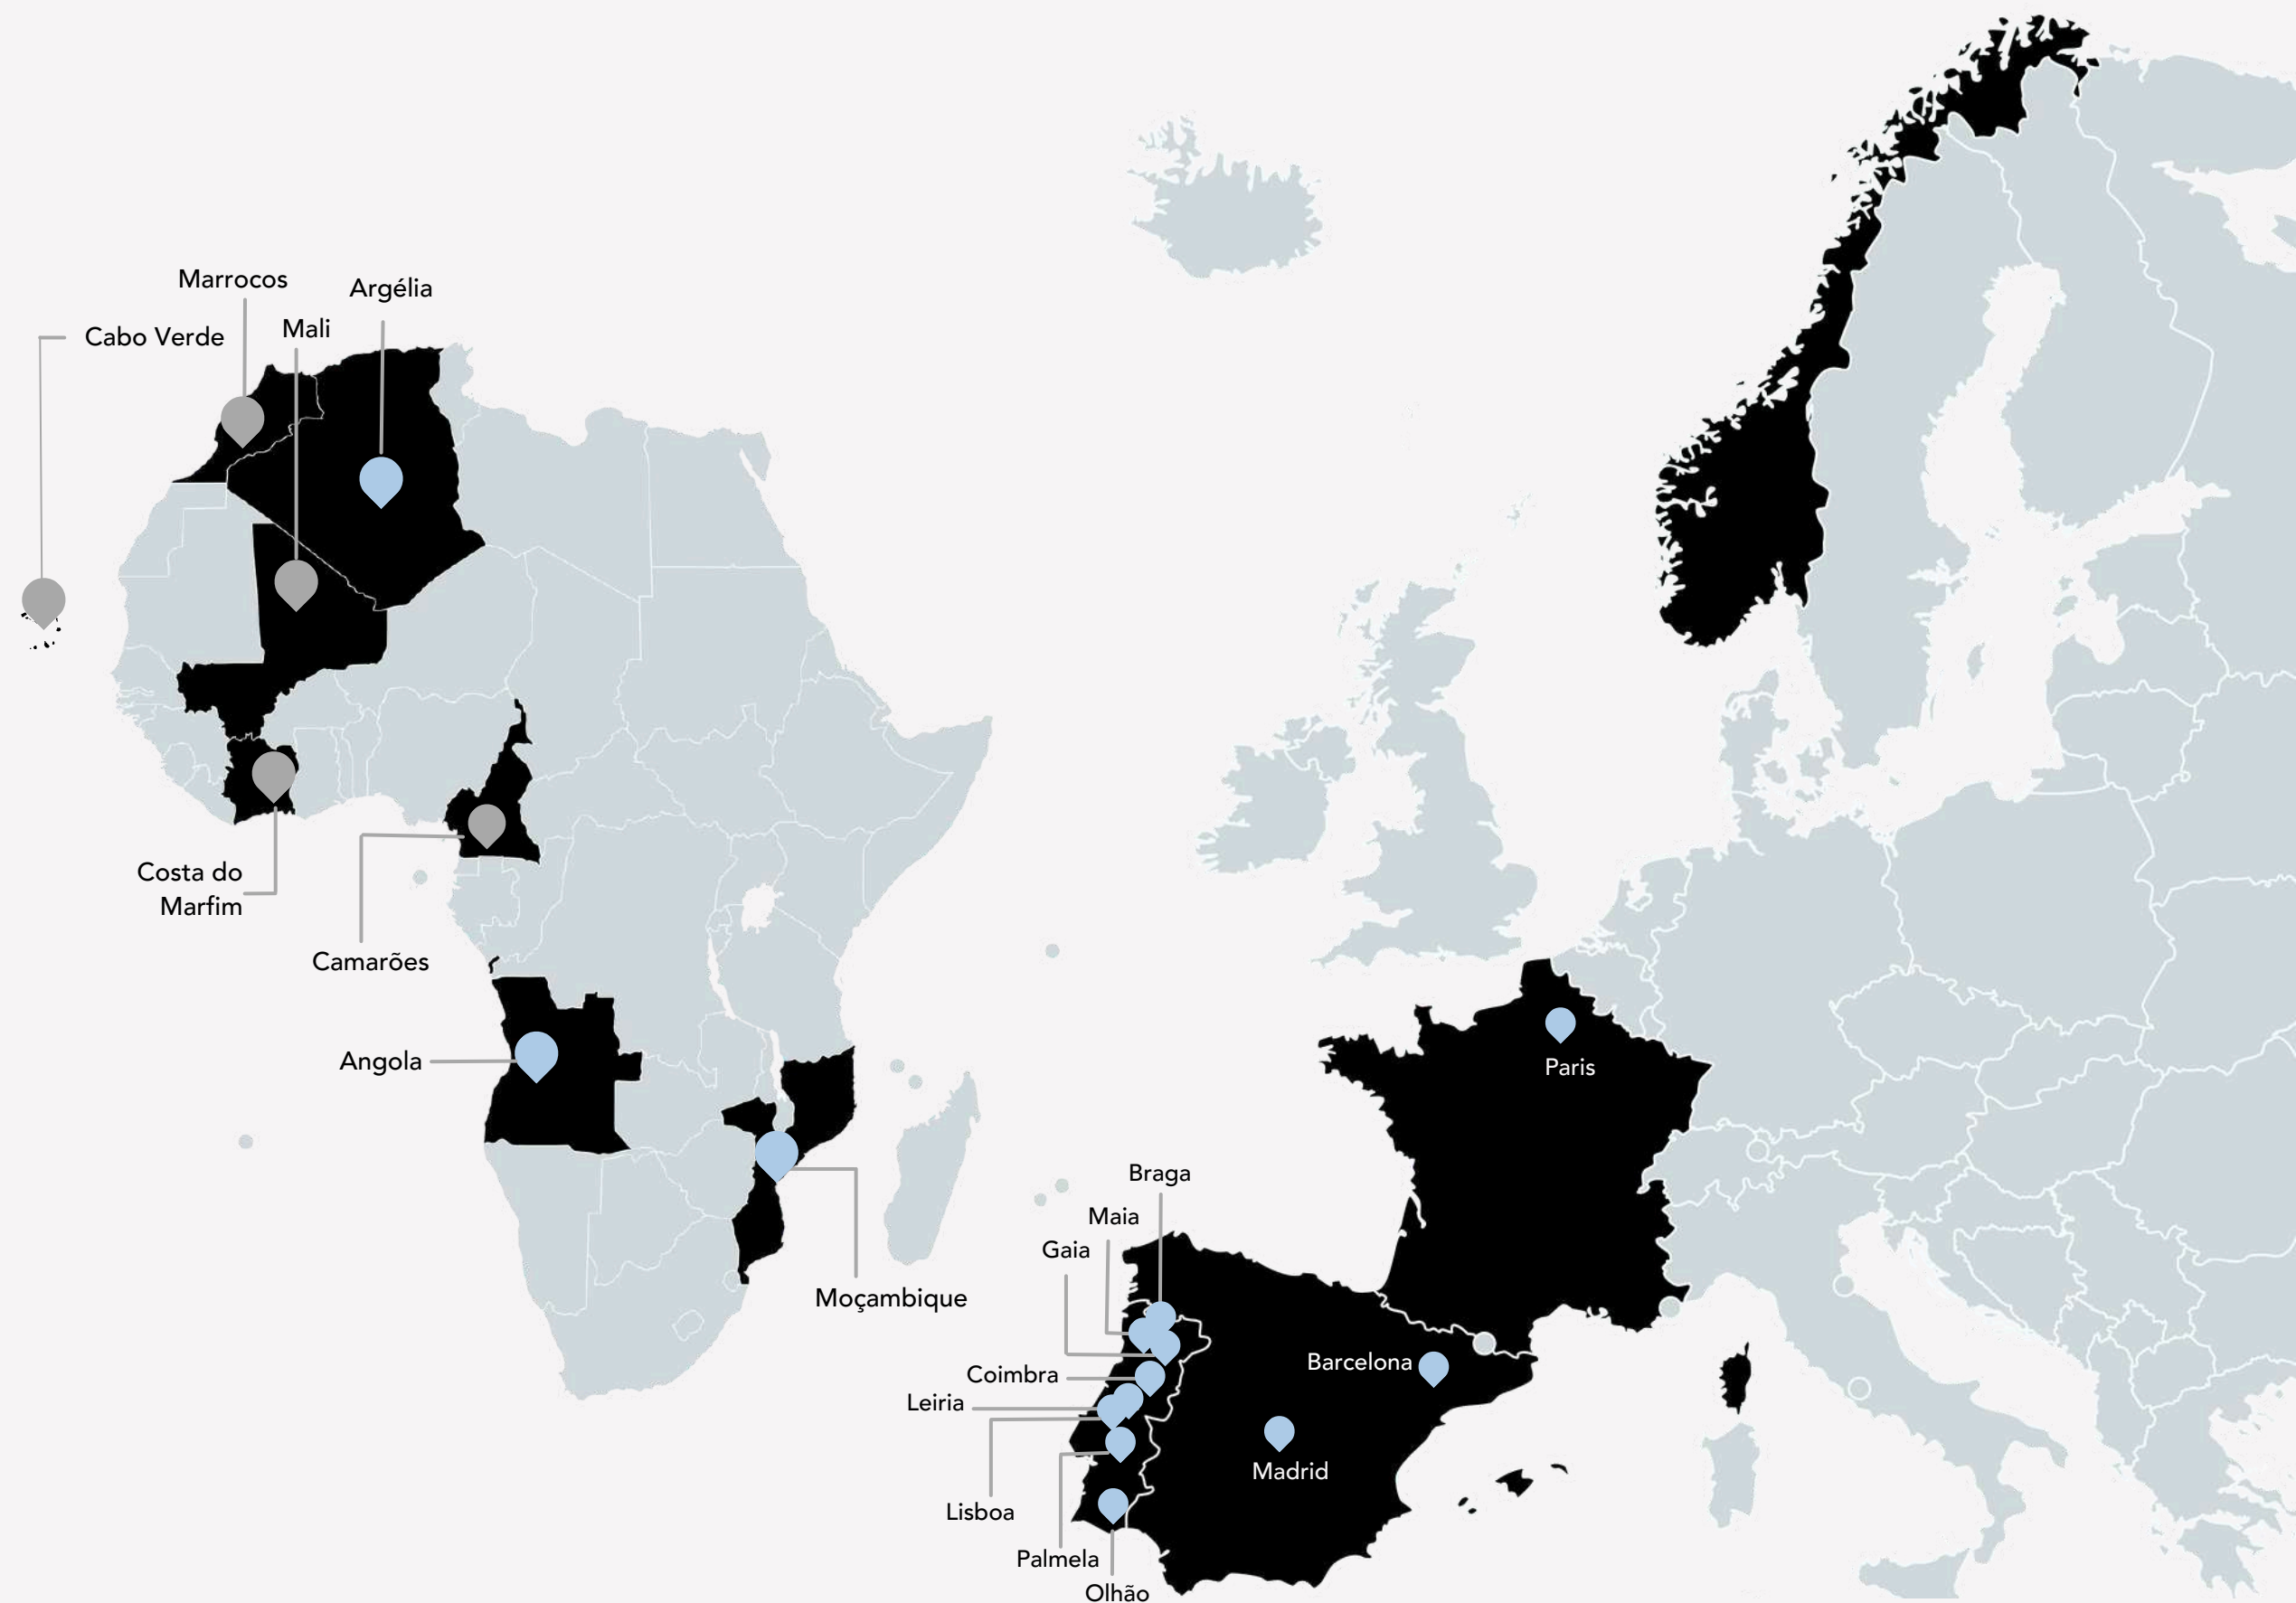 Marrocos
Argélia
Mali
Cabo Verde
Costa do
Marfim
Camarões
Angola
Moçambique
Paris
Braga
Maia
Gaia
Barcelona
Coimbra
Leiria
Madrid
Lisboa
Palmela
Olhão